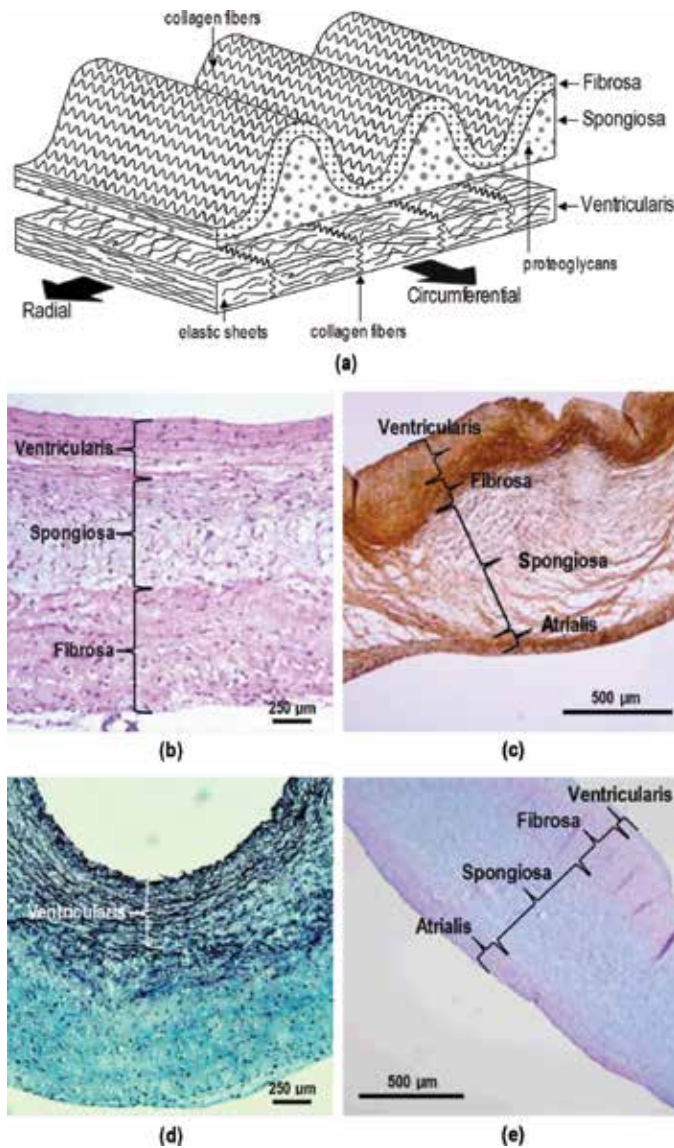 collagen fibers
Fibrosa
Spongiosa
Ventricularis
proteoglycans
Circumferential
Radial
elastic sheets
collagen fibers
(a)
Ventricularis
Spongiosa
Fibrosa
250 µm
(b)
Ventricularis
Fibrosa
Spongiosa
Atrialis
500 µm
(c)
Ventricularis
250 µm
(d)
Ventricularis
Fibrosa
Spongiosa
Atrialis
500 µm
(e)